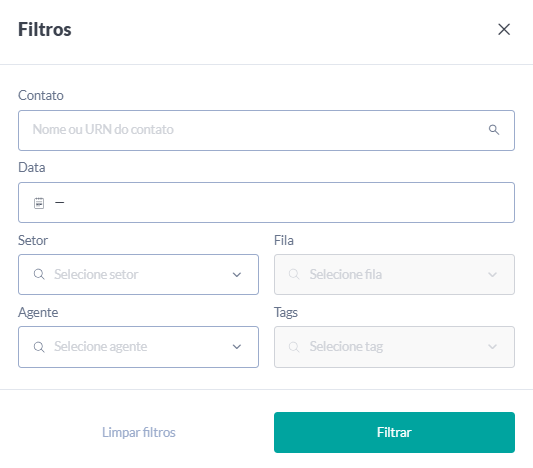 Filtros
Contato
Nome ou URN do contato
Data
—
Setor
Fila
Selecione setor
Selecione fila
Agente
Tags
Selecione agente
Selecione tag
Limpar filtros
Filtrar